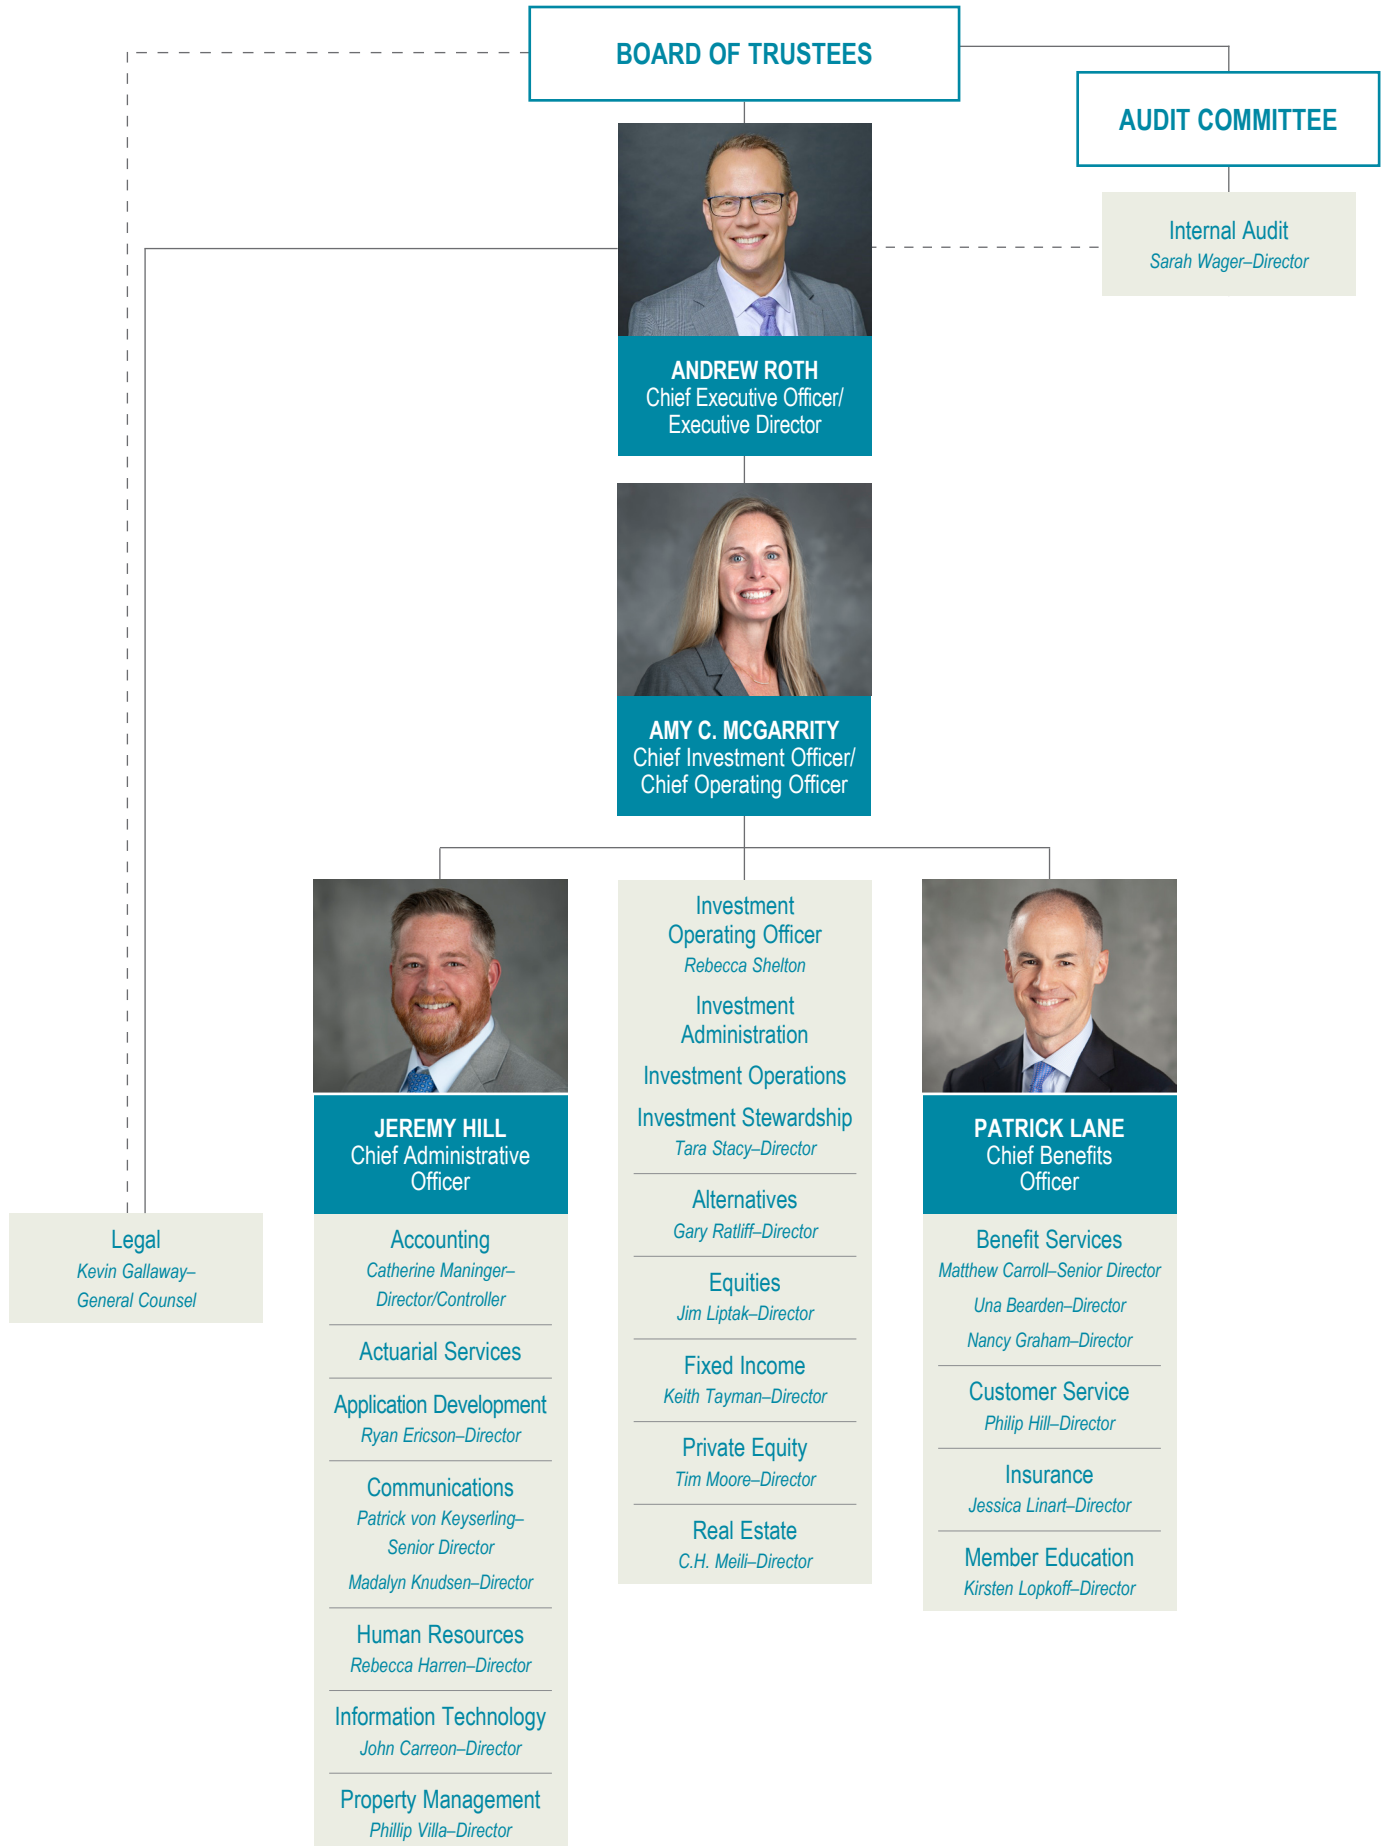 BOARD OF TRUSTEES
AUDIT COMMITTEE
Internal Audit
Sarah Wager–Director
ANDREW ROTH
Chief Executive Officer/
Executive Director
AMY C. MCGARRITY
Chief Investment Officer/
Chief Operating Officer
Legal
Kevin Gallaway–
General Counsel
JEREMY HILL
Chief Administrative
Officer
Accounting
Catherine Maninger–
Director/Controller
Actuarial Services
Application Development
Ryan Ericson–Director
Communications
Patrick von Keyserling–
Senior Director
Madalyn Knudsen–Director
Human Resources
Rebecca Harren–Director
Information Technology
John Carreon–Director
Property Management
Phillip Villa–Director
Investment
Operating Officer
Rebecca Shelton
Investment
Administration
Investment Operations
Investment Stewardship
Tara Stacy–Director
Alternatives
Gary Ratliff–Director
Equities
Jim Liptak–Director
Fixed Income
Keith Tayman–Director
Private Equity
Tim Moore–Director
Real Estate
C.H. Meili–Director
PATRICK LANE
Chief Benefits
Officer
Benefit Services
Matthew Carroll–Senior Director
Una Bearden–Director
Nancy Graham–Director
Customer Service
Philip Hill–Director
Insurance
Jessica Linart–Director
Member Education
Kirsten Lopkoff–Director